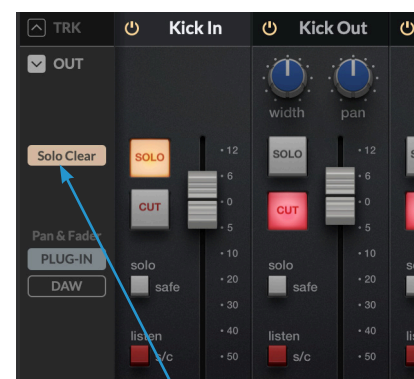 TRK
Kick In
Kick Out
OUT
width pan
Solo Clear
SOLO
SOLO
CUT
CUT
12
6
0
5
10
20
30
40
50
12
6
0
5
10
20
30
40
50
Pan & Fader
PLUG-IN
DAW
solo
safe
solo
safe
listen
s/c
listen
s/c